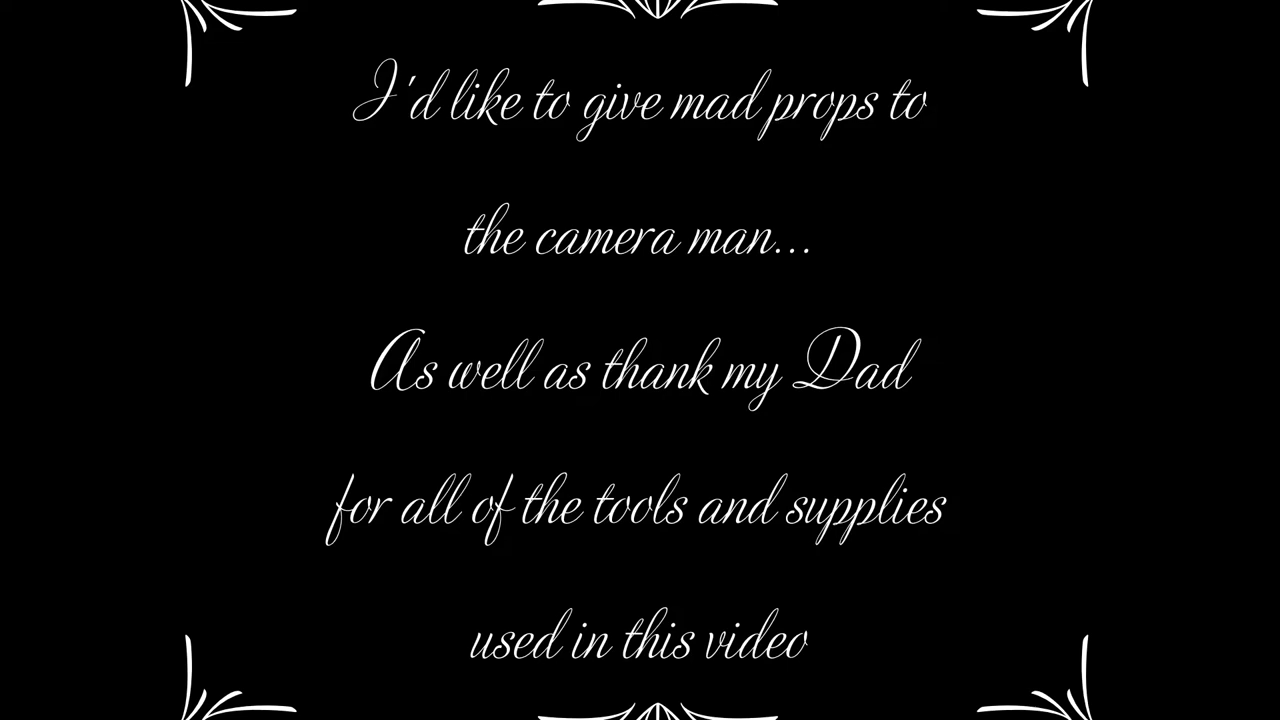 I'd like to give mad props to
the camera man...
As well as thank my Dad
for all of the tools and supplies
used in this video